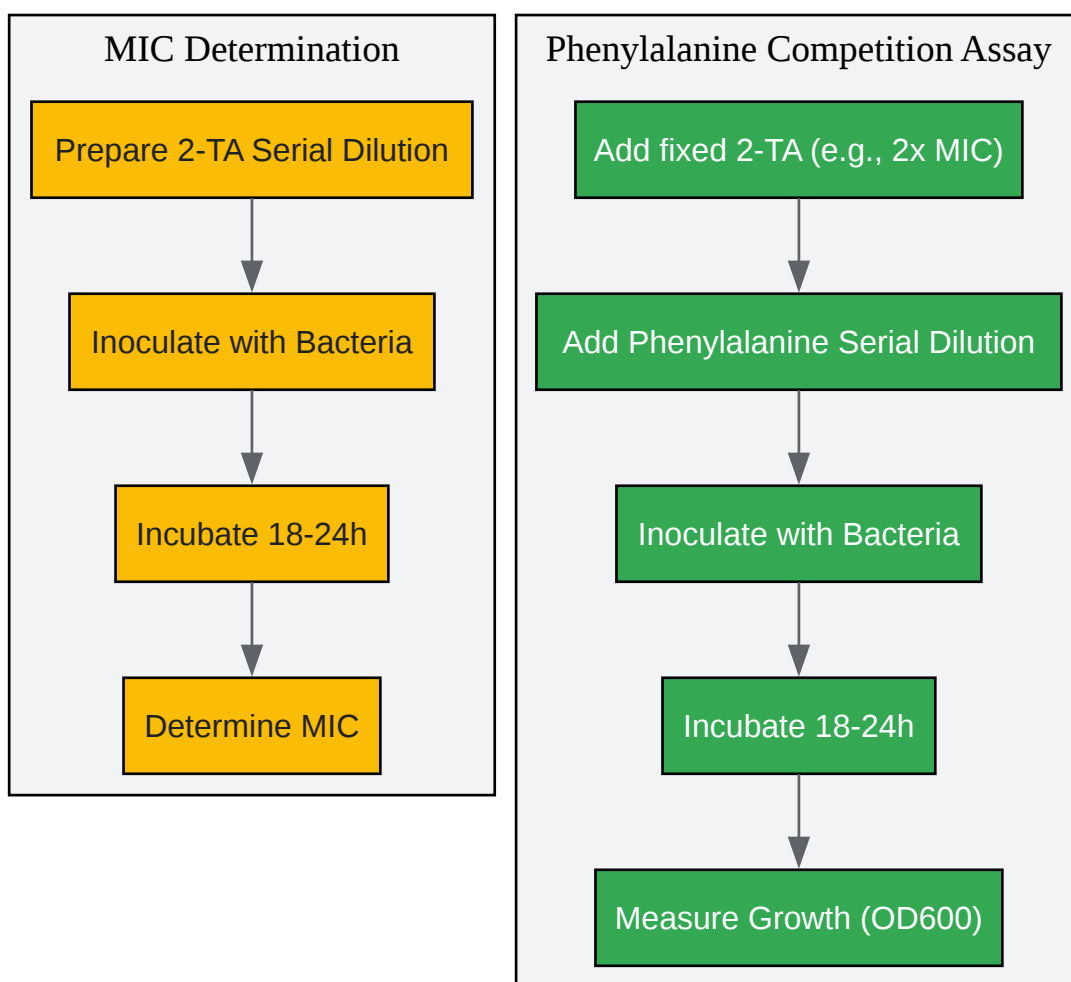 MIC Determination
Prepare 2-TA Serial Dilution
Inoculate with Bacteria
Incubate 18-24h
Determine MIC
Phenylalanine Competition Assay
Add fixed 2-TA (e.g., 2x MIC)
Add Phenylalanine Serial Dilution
Inoculate with Bacteria
Incubate 18-24h
Measure Growth (OD600)